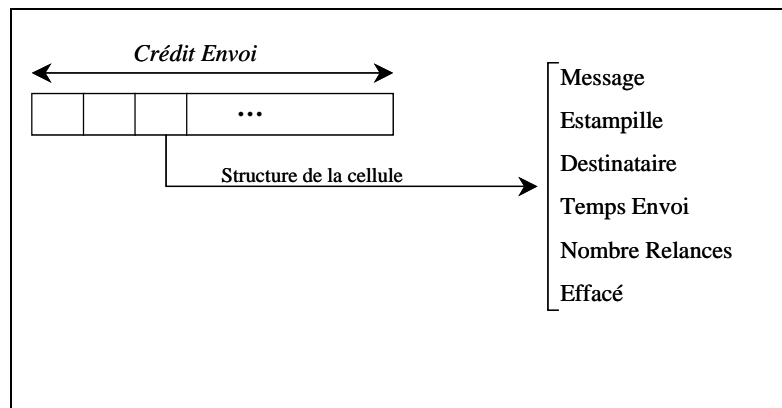 Crédit Envoi
...
Structure de la cellule
Message
Estampille
Destinataire
Temps Envoi
Nombre Relances
Effacé